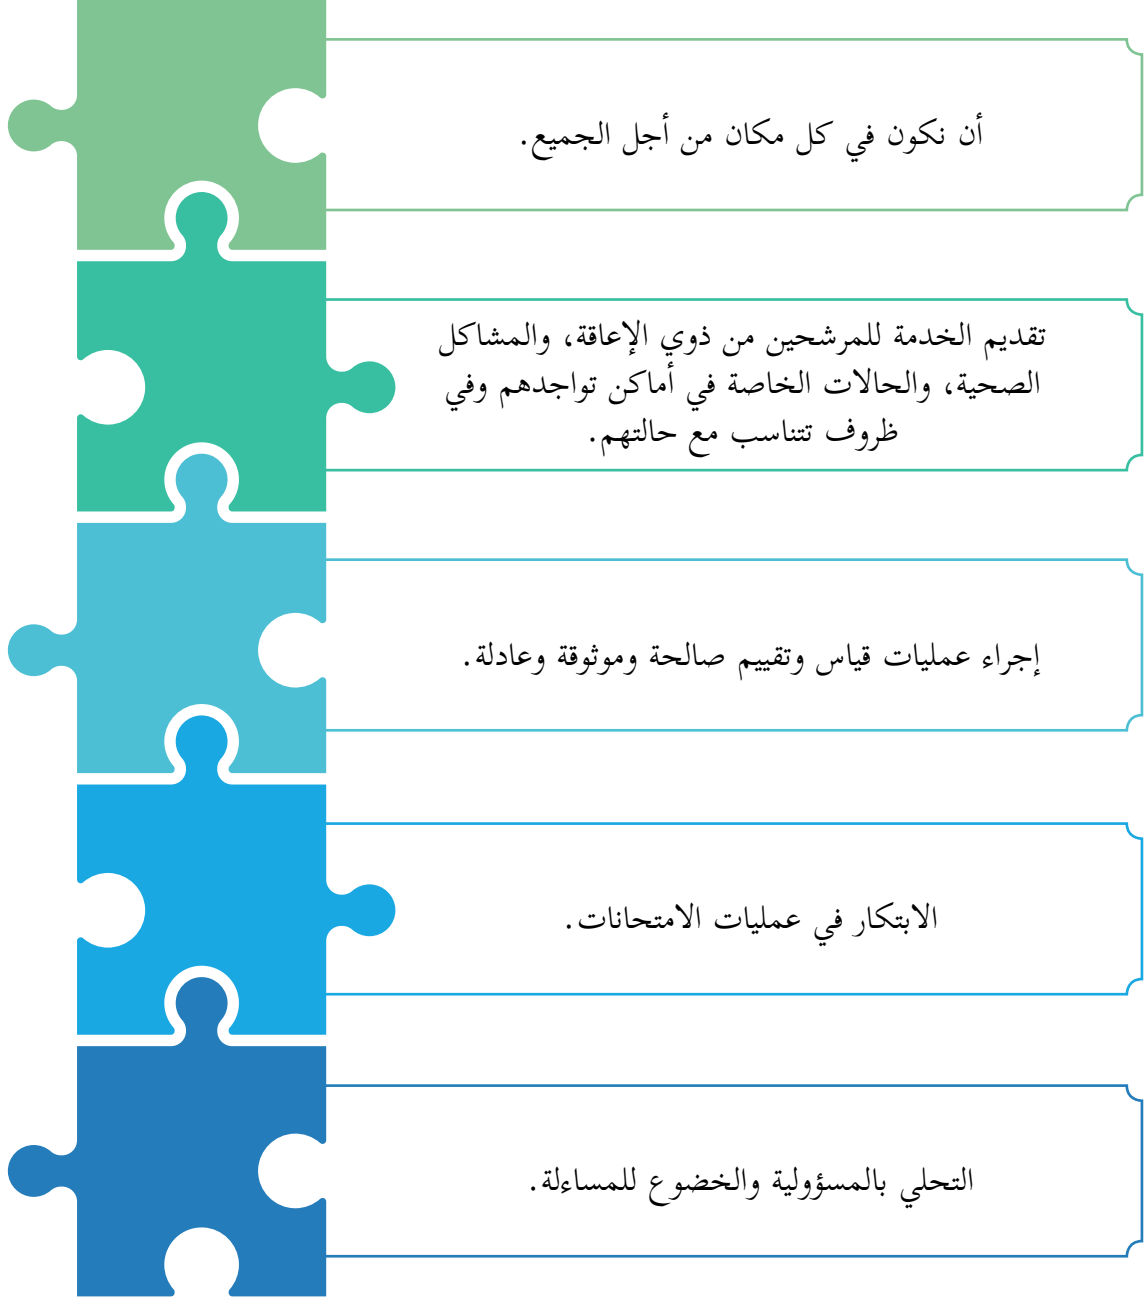 أن نكون في كل مكان من أجل الجميع.
تقديم الخدمة للمرشحين من ذوي الإعاقة، والمشاكل
الصحية، والحالات الخاصة في أماكن تواجدهم وفي
ظروف تتناسب مع حالتهم.
إجراء عمليات قياس وتقييم صالحة وموثوقة وعادلة.
الابتكار في عمليات الامتحانات.
التحلي بالمسؤولية والخضوع للمساءلة.